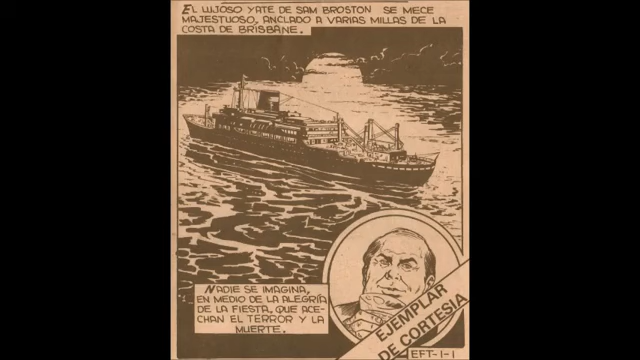 EL LUJOSO YATE DE SAM BROSTON SE MECE
MAJESTUOSO, ANCLADO A VARIAS MILLAS DE LA
COSTA DE BRISBANE.
NADIE SE IMAGINA,
EN MEDIO DE LA ALEGRÍA
DE LA FIESTA, QUE ACE-
CHAN EL TERROR Y LA
MUERTE.
EJEMPLAR
DE CORTESIA
EFT-1-1